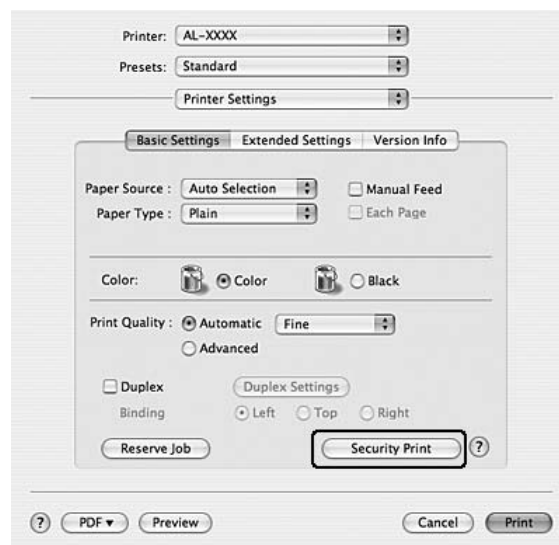 Printer: AL-XXXX
Presets: Standard
Printer Settings
Basic Settings Extended Settings Version Info
Paper Source : Auto Selection Manual Feed
Paper Type : Plain Each Page
Color: Color Black
Print Quality : Automatic Fine
Advanced
Duplex Duplex Settings
Binding Left Top Right
Reserve Job Security Print ?
? PDF ▼ Preview Cancel Print